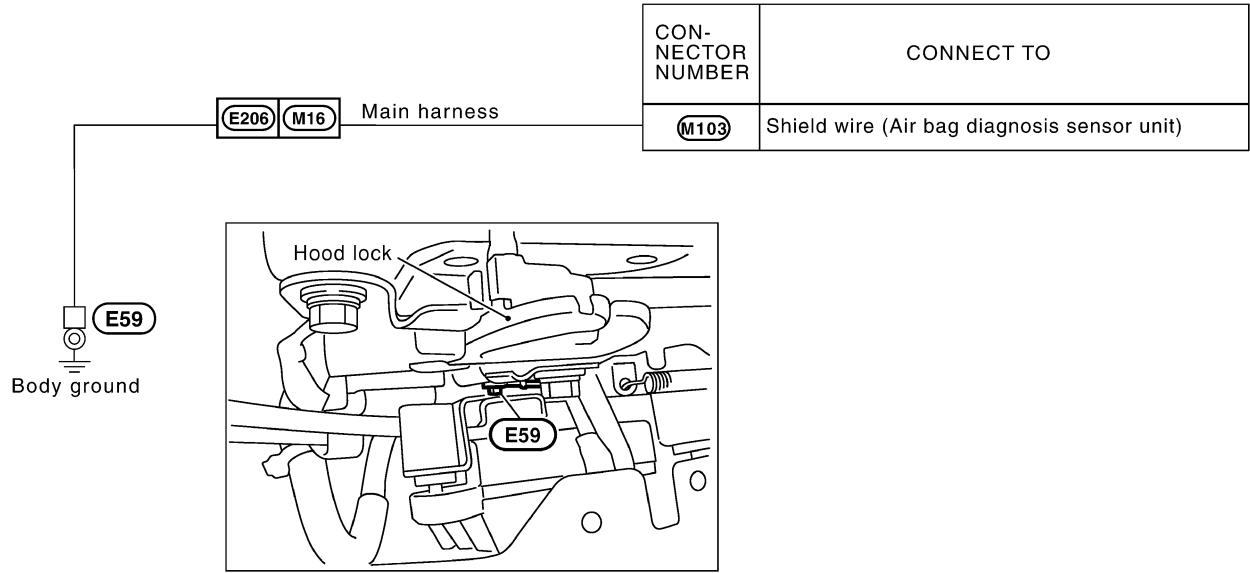 CON-
NECTOR
NUMBER
CONNECT TO
E206
M16
Main harness
M103
Shield wire (Air bag diagnosis sensor unit)
Hood lock
E59
Body ground
E59